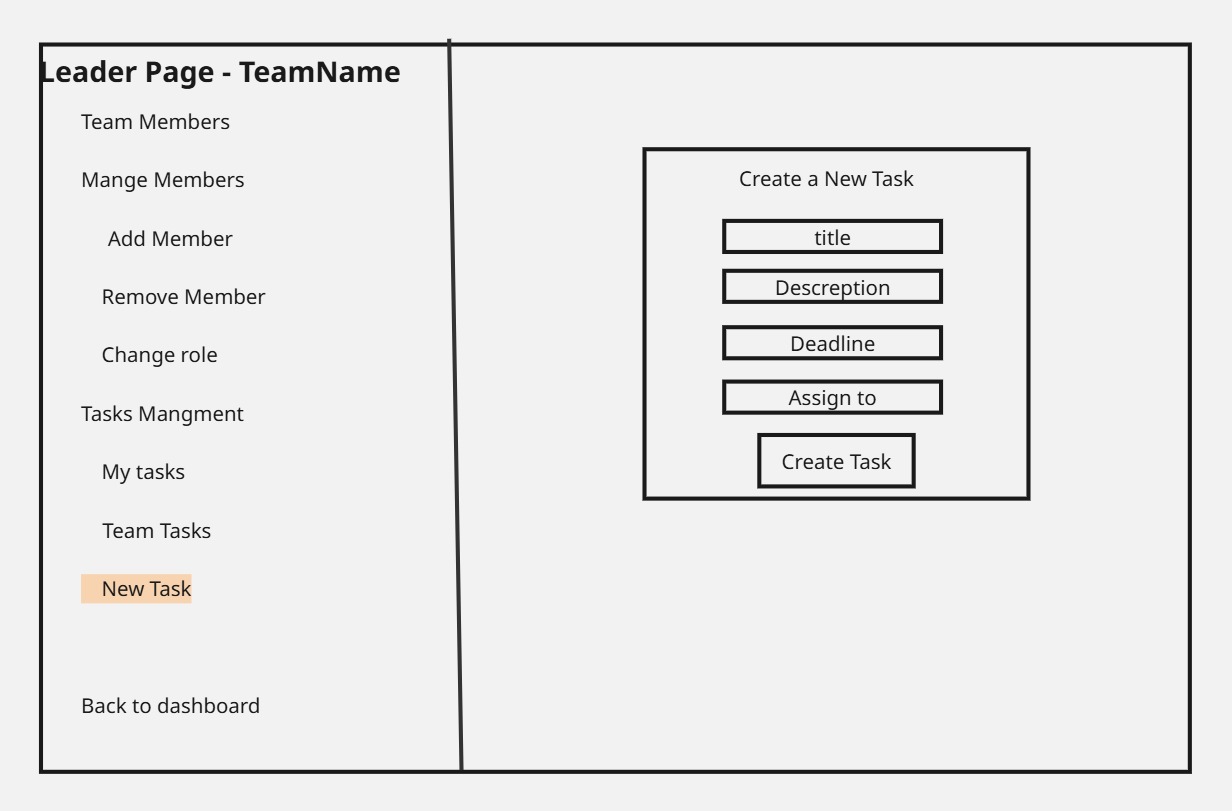 Leader Page - TeamName
Team Members
Mange Members
Add Member
Remove Member
Change role
Tasks Mangment
My tasks
Team Tasks
New Task
Back to dashboard
Create a New Task
title
Descreption
Deadline
Assign to
Create Task